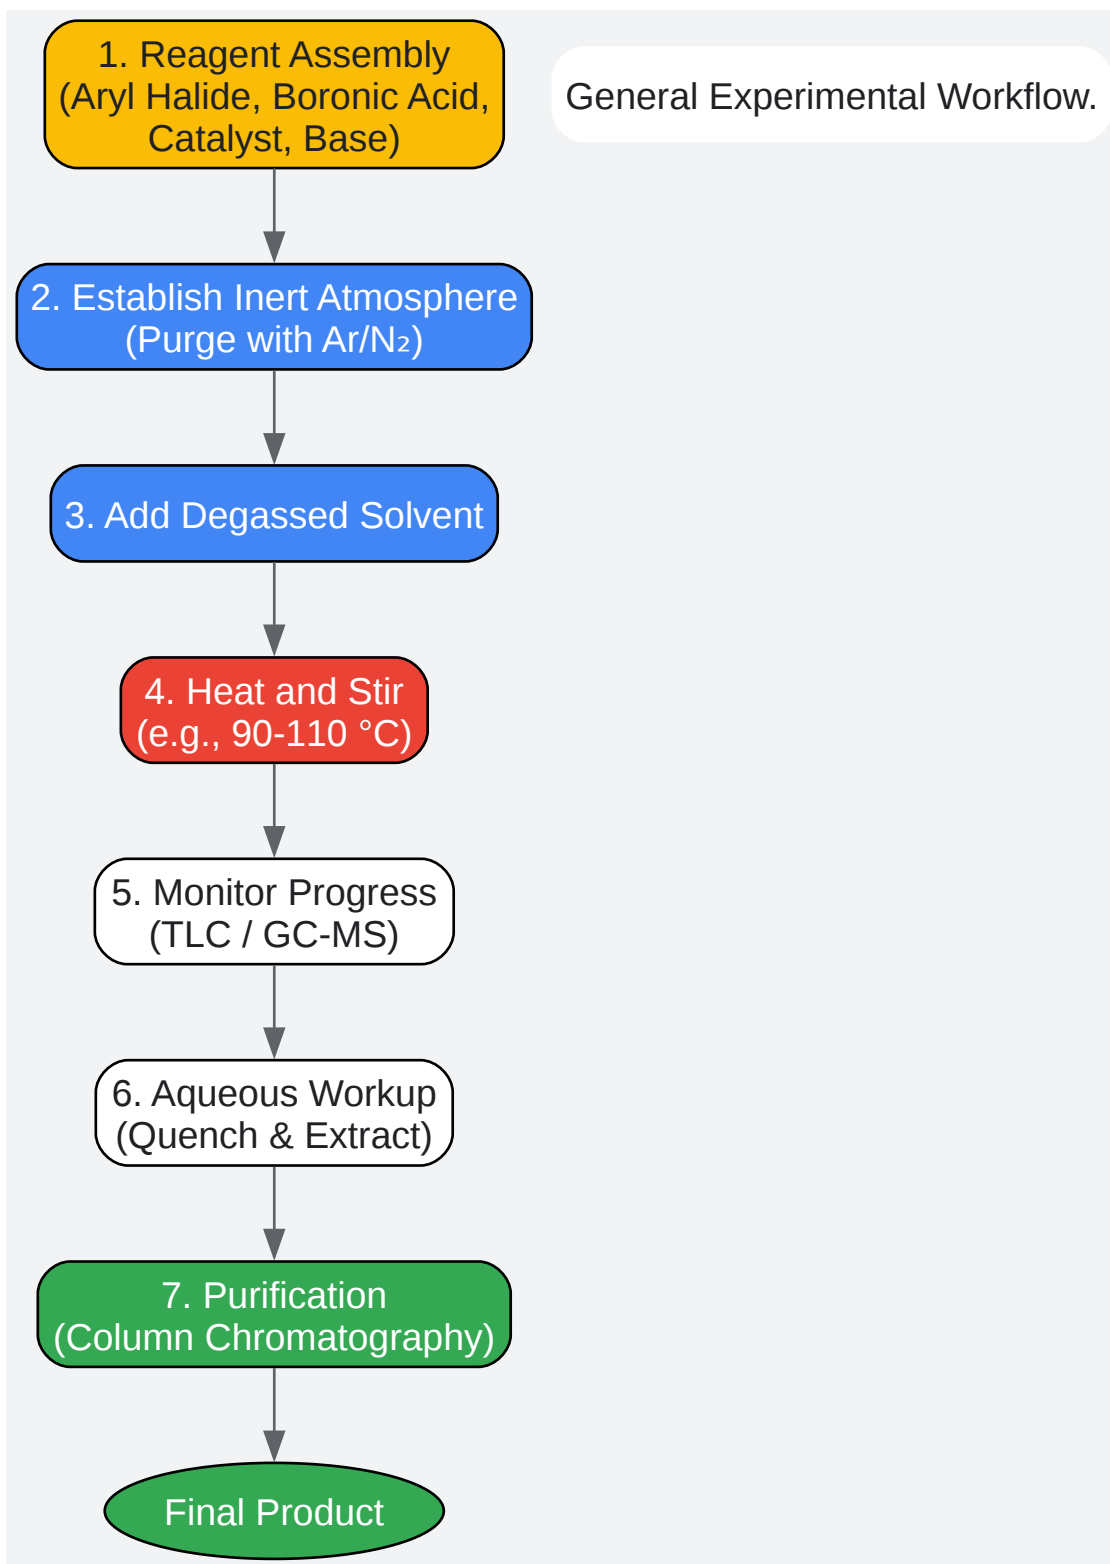 1. Reagent Assembly
(Aryl Halide, Boronic Acid,
Catalyst, Base)
General Experimental Workflow.
2. Establish Inert Atmosphere
(Purge with Ar/N₂)
3. Add Degassed Solvent
4. Heat and Stir
(e.g., 90-110 °C)
5. Monitor Progress
(TLC / GC-MS)
6. Aqueous Workup
(Quench & Extract)
7. Purification
(Column Chromatography)
Final Product